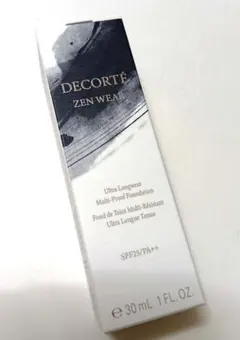 DECORTÉ
ZEN WEAR
Ultra Longwear
Multi-Proof Foundation
Fond de Teint Multi-Résistant
Ultra Longue Tenue
SPF25/PA++
℮ 30 mL 1 FL. OZ.